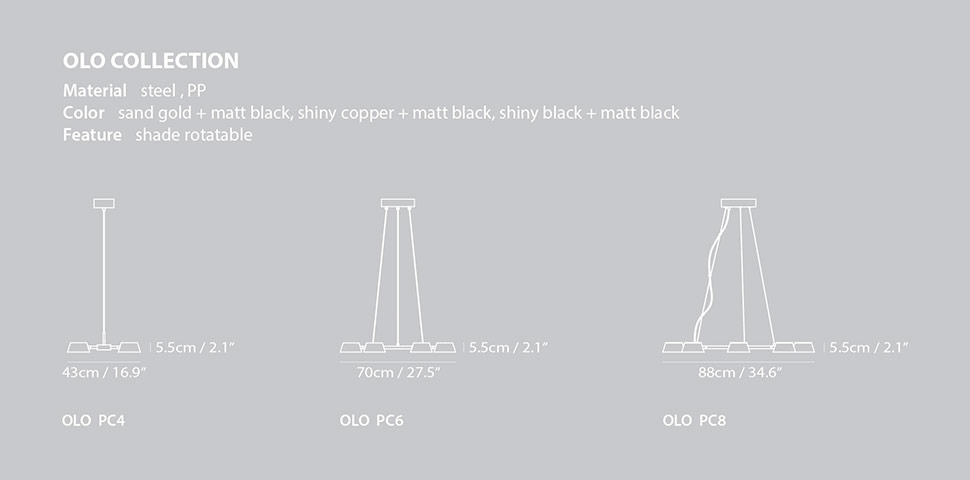 OLO COLLECTION
Material steel , PP
Color sand gold + matt black, shiny copper + matt black, shiny black + matt black
Feature shade rotatable
5.5cm / 2.1”
43cm / 16.9”
OLO PC4
5.5cm / 2.1”
70cm / 27.5”
OLO PC6
5.5cm / 2.1”
88cm / 34.6”
OLO PC8